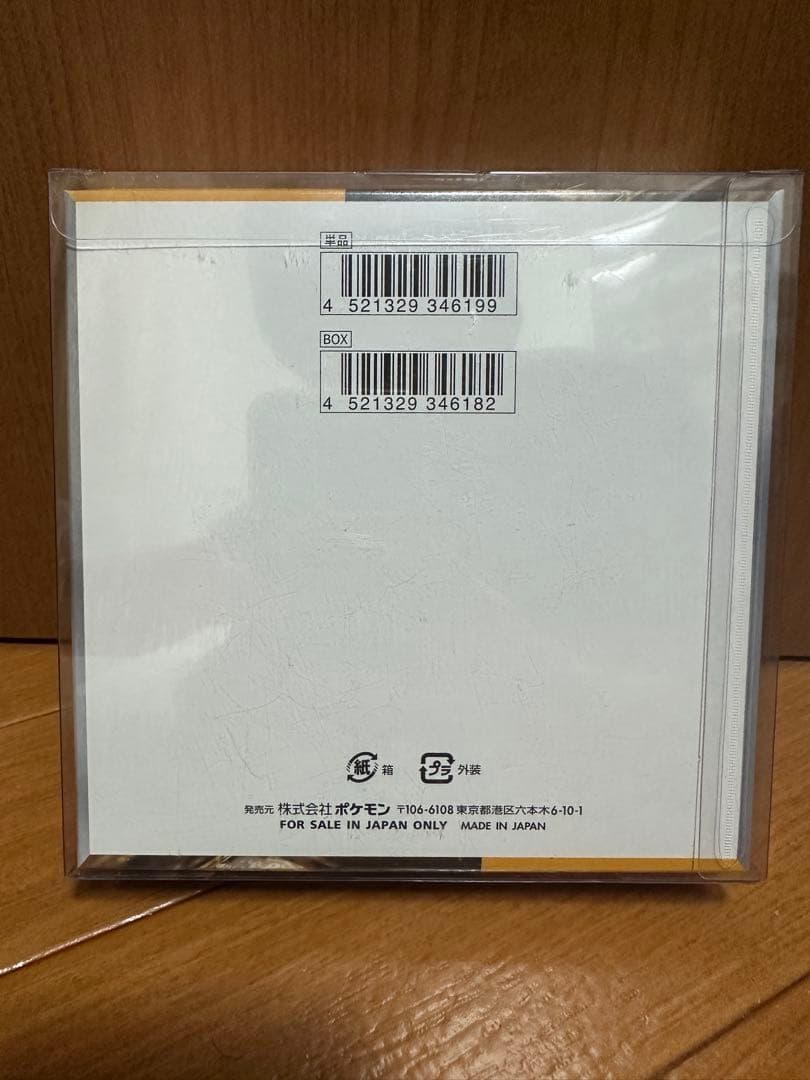 単品
4 521329 346199
BOX
4 521329 346182
紙 箱 プラ 外装
発売元 株式会社 ポケモン 〒106-6108 東京都港区六本木6-10-1
FOR SALE IN JAPAN ONLY MADE IN JAPAN